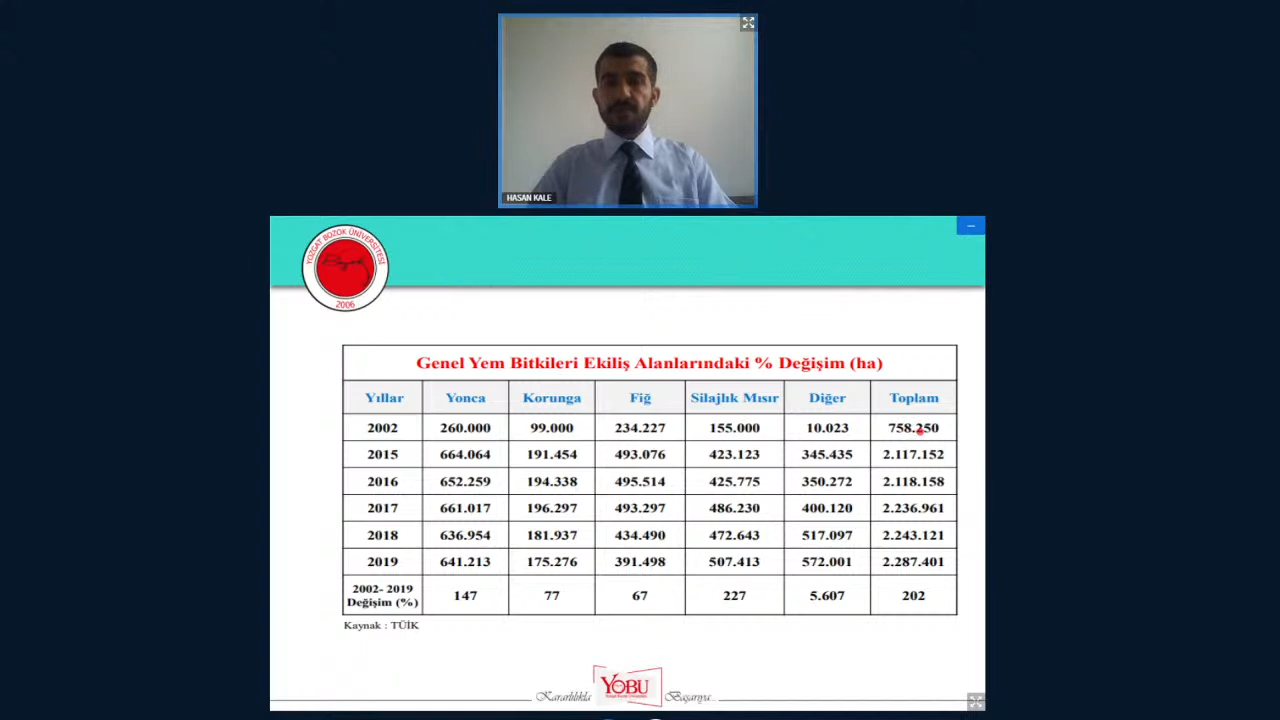 HASAN KALE
YOZGAT BOZOK ÜNİVERSİTESİ
Bozok
2006
Genel Yem Bitkileri Ekiliş Alanlarındaki % Değişim (ha)
Yıllar Yonca Korunga Fiğ Silajlık Mısır Diğer Toplam
2002 260.000 99.000 234.227 155.000 10.023 758.250
2015 664.064 191.454 493.076 423.123 345.435 2.117.152
2016 652.259 194.338 495.514 425.775 350.272 2.118.158
2017 661.017 196.297 493.297 486.230 400.120 2.236.961
2018 636.954 181.937 434.490 472.643 517.097 2.243.121
2019 641.213 175.276 391.498 507.413 572.001 2.287.401
2002- 2019
Değişim (%) 147 77 67 227 5.607 202
Kaynak : TÜİK
Kararlılıkla YOBU Başarıya...